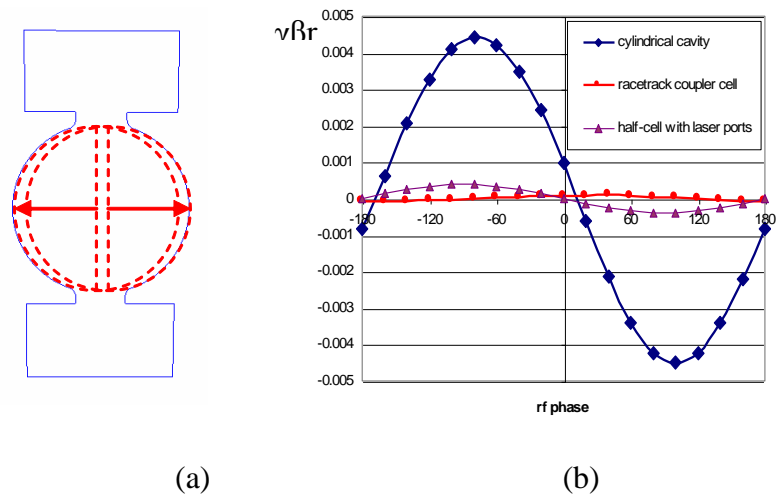 γβr
0.005
0.004
0.003
0.002
0.001
0
-0.001
-0.002
-0.003
-0.004
-0.005
-180 -120 -60 0 60 120 180
rf phase
cylindrical cavity
racetrack coupler cell
half-cell with laser ports
(a) (b)